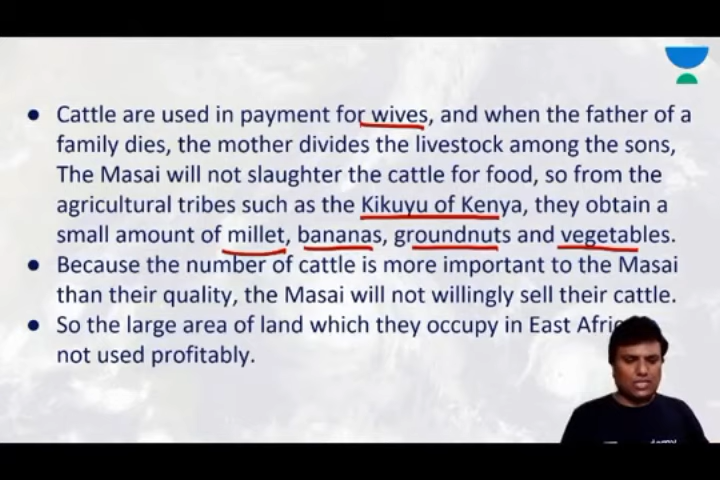 ● Cattle are used in payment for wives, and when the father of a
family dies, the mother divides the livestock among the sons,
The Masai will not slaughter the cattle for food, so from the
agricultural tribes such as the Kikuyu of Kenya, they obtain a
small amount of millet, bananas, groundnuts and vegetables.
● Because the number of cattle is more important to the Masai
than their quality, the Masai will not willingly sell their cattle.
● So the large area of land which they occupy in East
not used profitably.